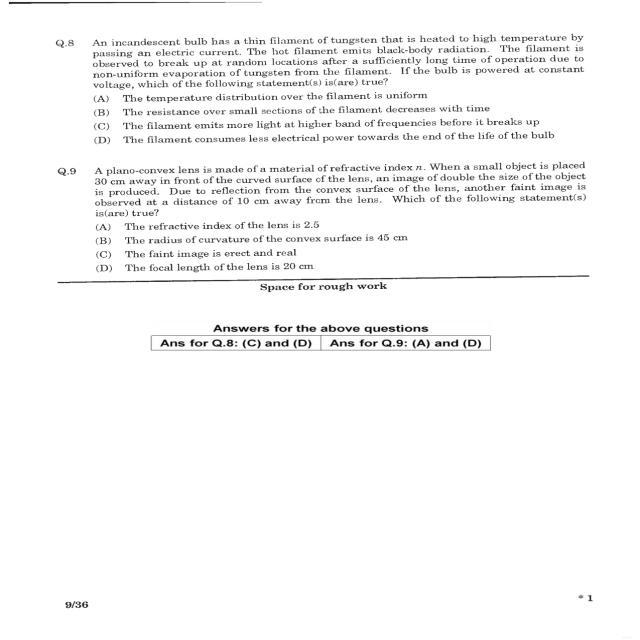 Q.8 An incandescent bulb has a thin filament of tungsten that is heated to high temperature by
passing an electric current. The hot filament emits black-body radiation. The filament is
observed to break up at random locations after a sufficiently long time of operation due to
non-uniform evaporation of tungsten from the filament. If the bulb is powered at constant
voltage, which of the following statement(s) is(are) true?
(A) The temperature distribution over the filament is uniform
(B) The resistance over small sections of the filament decreases with time
(C) The filament emits more light at higher band of frequencies before it breaks up
(D) The filament consumes less electrical power towards the end of the life of the bulb
Q.9 A plano-convex lens is made of a material of refractive index n. When a small object is placed
30 cm away in front of the curved surface of the lens, an image of double the size of the object
is produced. Due to reflection from the convex surface of the lens, another faint image is
observed at a distance of 10 cm away from the lens. Which of the following statement(s)
is(are) true?
(A) The refractive index of the lens is 2.5
(B) The radius of curvature of the convex surface is 45 cm
(C) The faint image is erect and real
(D) The focal length of the lens is 20 cm
Space for rough work
Answers for the above questions
Ans for Q.8: (C) and (D) Ans for Q.9: (A) and (D)
9/36 * 1